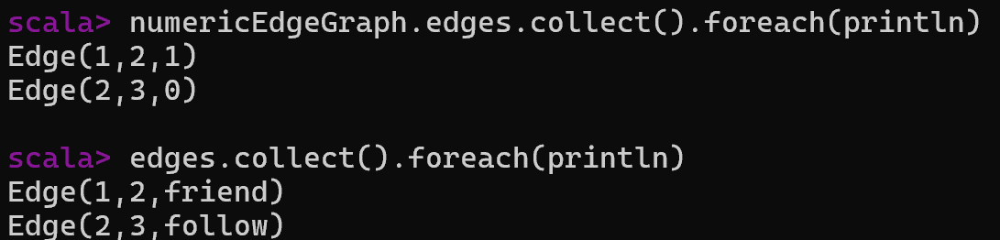 scala> numericEdgeGraph.edges.collect().foreach(println)
Edge(1,2,1)
Edge(2,3,0)
scala> edges.collect().foreach(println)
Edge(1,2,friend)
Edge(2,3,follow)